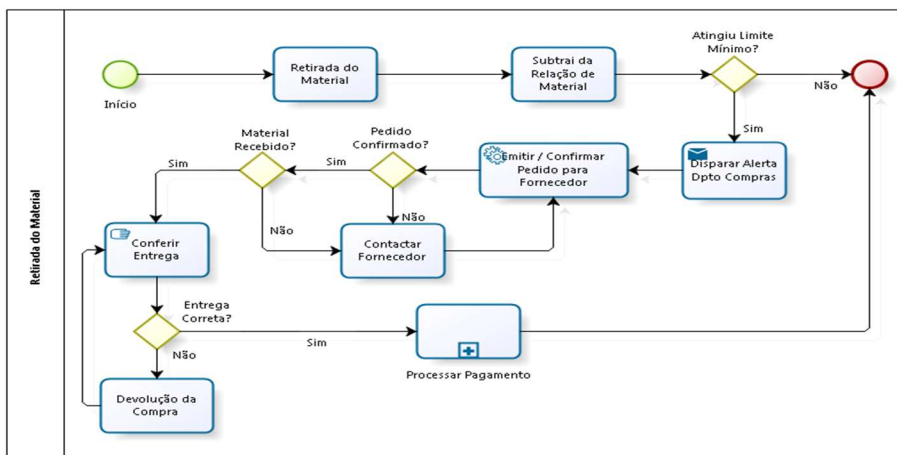 Retirada do Material
Início
Retirada do
Material
Subtrai da
Relação de
Material
Atingiu Limite
Mínimo?
Não
Sim
Disparar Alerta
Dpto Compras
Emitir / Confirmar
Pedido para
Fornecedor
Pedido
Confirmado?
Sim
Não
Material
Recebido?
Sim
Não
Contactar
Fornecedor
Conferir
Entrega
Entrega
Correta?
Sim
Não
Processar Pagamento
Devolução da
Compra